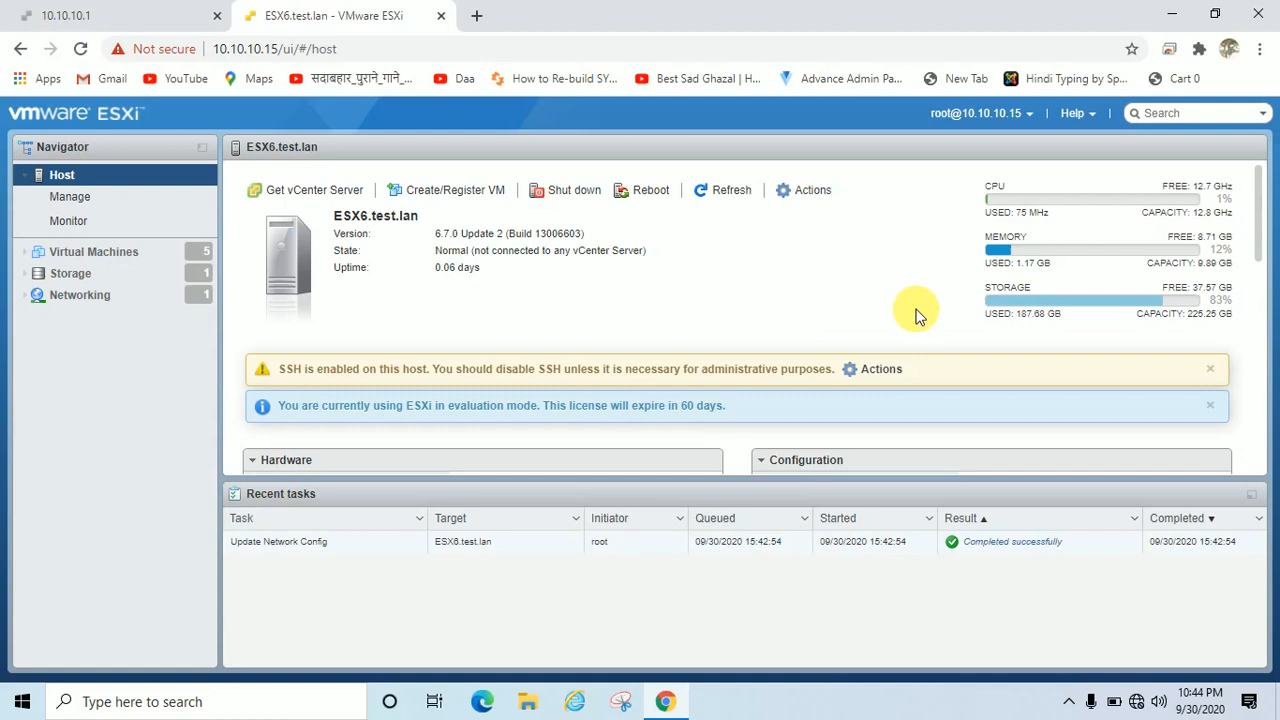 10.10.10.1
ESX6.test.lan - VMware ESXi
Not secure
10.10.10.15/ui/#/host
Apps
Gmail
YouTube
Maps
सदाबहार_पुराने_गाने_...
Daa
How to Re-build SY...
Best Sad Ghazal | H...
Advance Admin Pa...
New Tab
Hindi Typing by Sp...
Cart 0
vmware ESXi™
root@10.10.10.15
Help
Search
Navigator
Host
Manage
Monitor
Virtual Machines 5
Storage 1
Networking 1
ESX6.test.lan
Get vCenter Server
Create/Register VM
Shut down
Reboot
Refresh
Actions
ESX6.test.lan
Version: 6.7.0 Update 2 (Build 13006603)
State: Normal (not connected to any vCenter Server)
Uptime: 0.06 days
CPU FREE: 12.7 GHz
1%
USED: 75 MHz CAPACITY: 12.8 GHz
MEMORY FREE: 8.71 GB
12%
USED: 1.17 GB CAPACITY: 9.89 GB
STORAGE FREE: 37.57 GB
83%
USED: 187.68 GB CAPACITY: 225.25 GB
SSH is enabled on this host. You should disable SSH unless it is necessary for administrative purposes. Actions
You are currently using ESXi in evaluation mode. This license will expire in 60 days.
Hardware
Configuration
Recent tasks
Task Target Initiator Queued Started Result Completed
Update Network Config ESX6.test.lan root 09/30/2020 15:42:54 09/30/2020 15:42:54 Completed successfully 09/30/2020 15:42:54
Type here to search
10:44 PM
9/30/2020